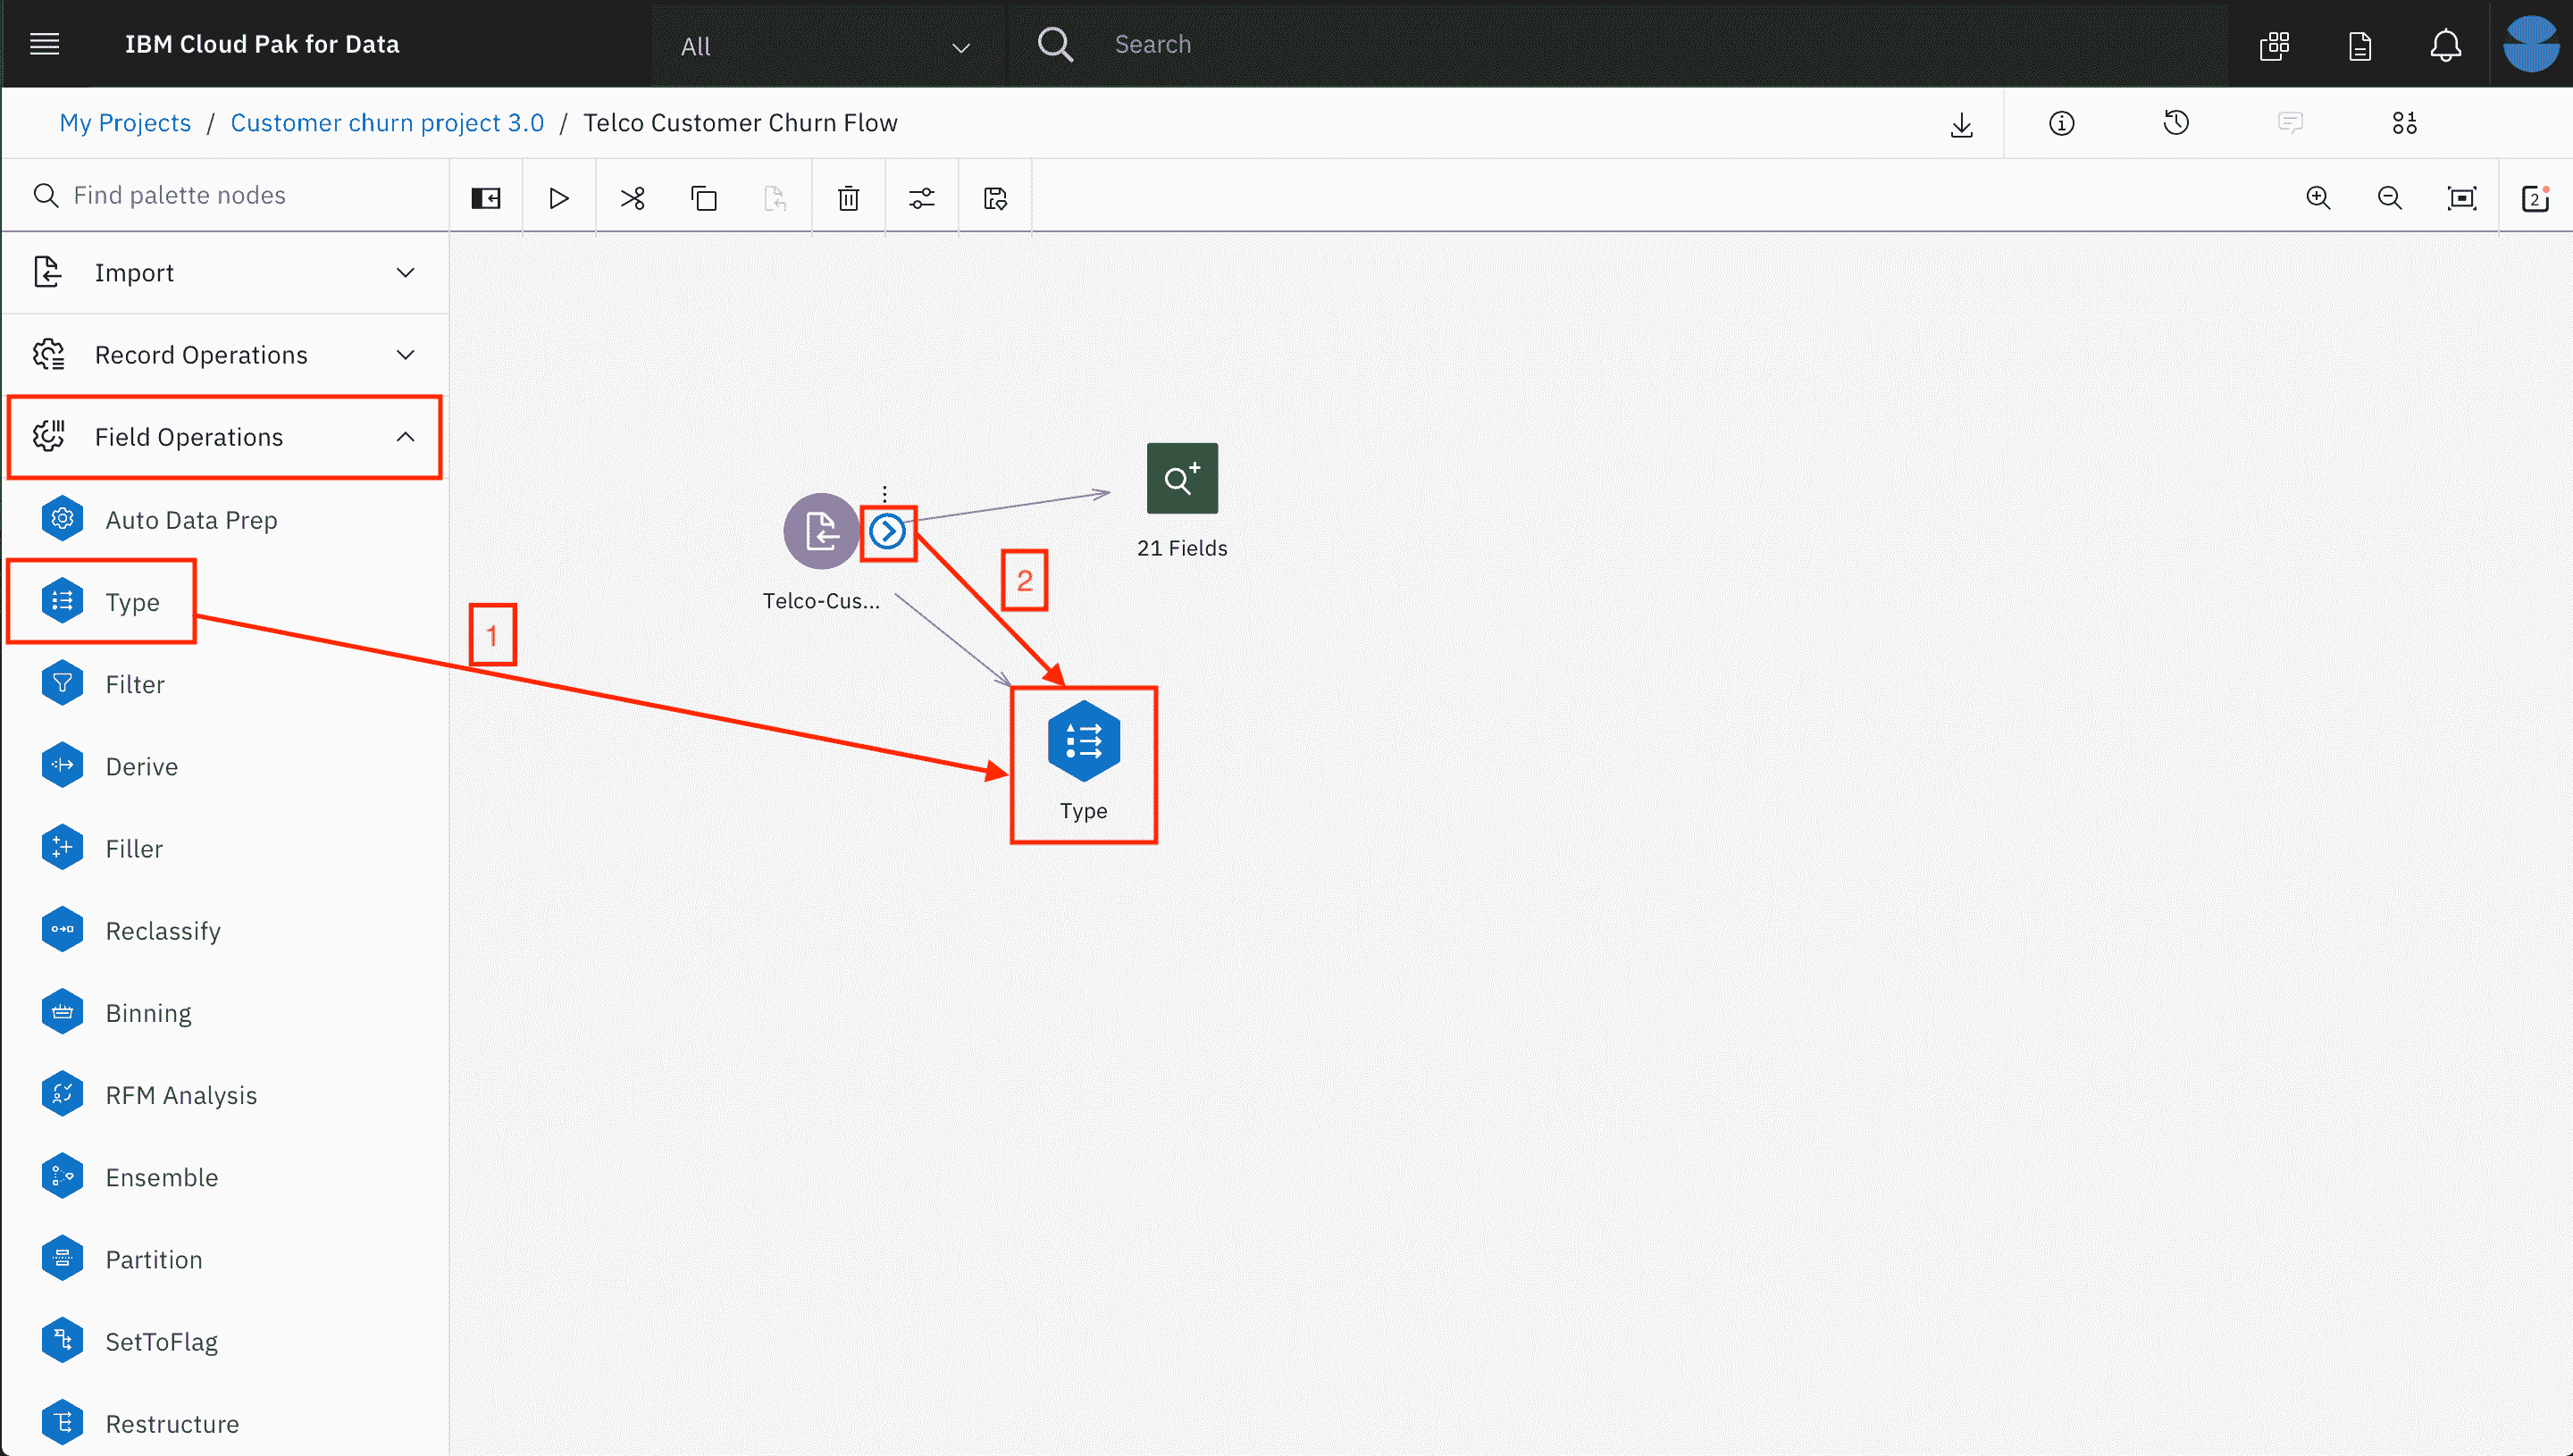 IBM Cloud Pak for Data
All
Search
My Projects / Customer churn project 3.0 / Telco Customer Churn Flow
Find palette nodes
2
Import
Record Operations
Field Operations
Auto Data Prep
Type
Filter
Derive
Filler
Reclassify
Binning
RFM Analysis
Ensemble
Partition
SetToFlag
Restructure
21 Fields
Telco-Cus...
2
1
Type